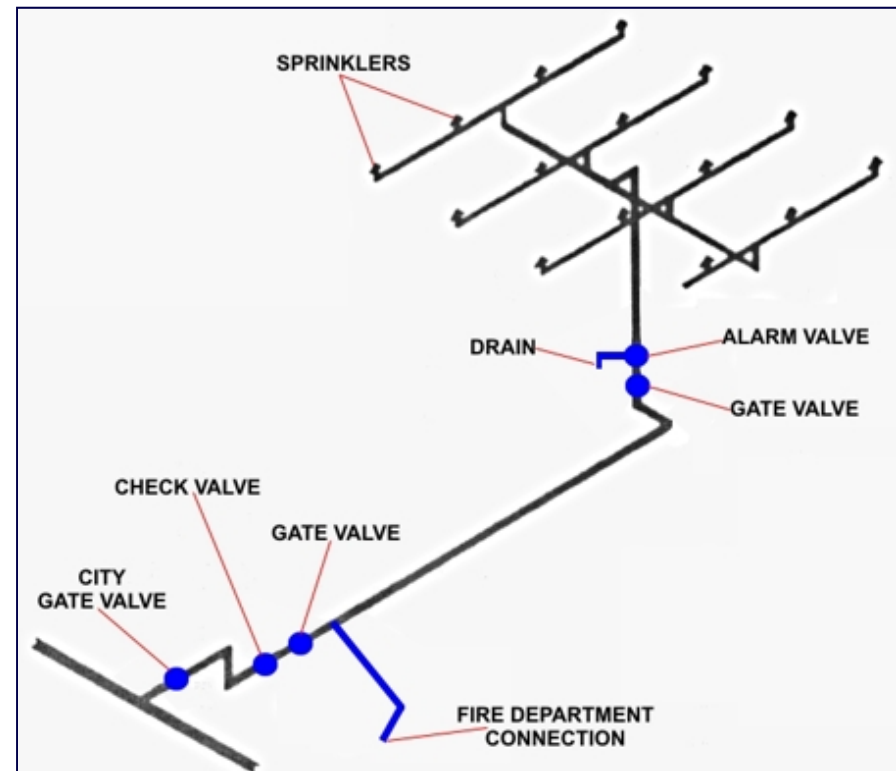 SPRINKLERS
DRAIN
ALARM VALVE
GATE VALVE
CHECK VALVE
GATE VALVE
CITY
GATE VALVE
FIRE DEPARTMENT
CONNECTION